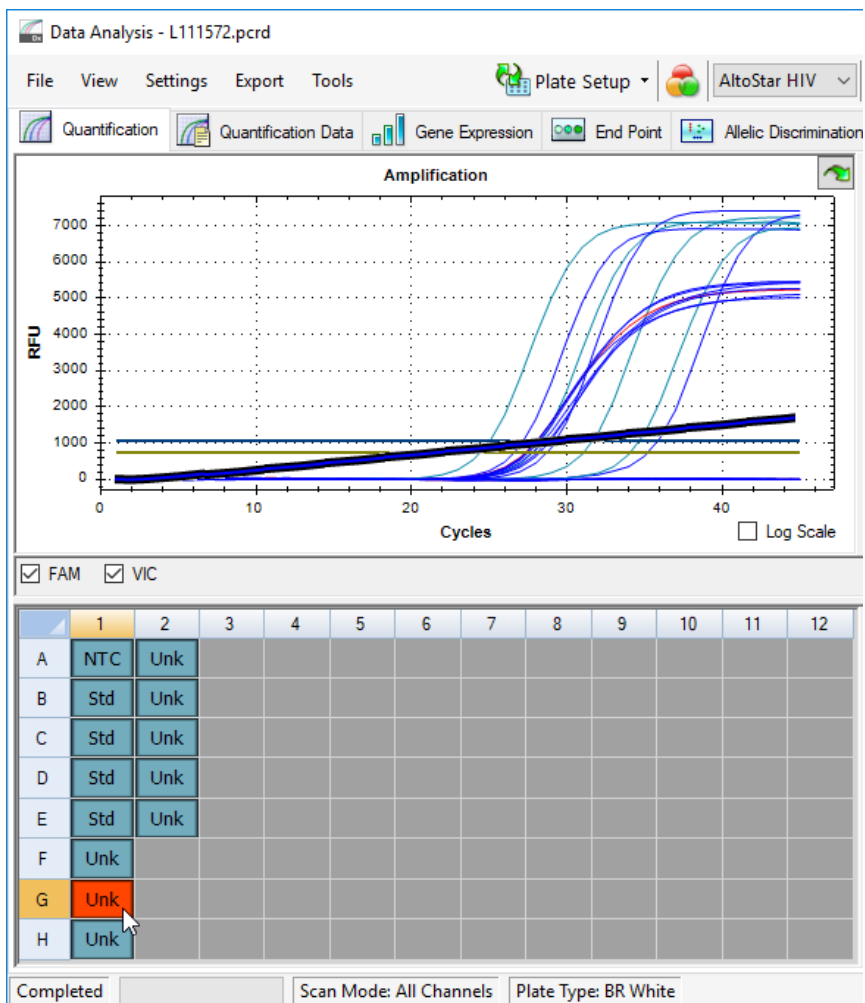 Data Analysis - L111572.pcrd
File View Settings Export Tools Plate Setup AltoStar HIV
Quantification Quantification Data Gene Expression End Point Allelic Discrimination
Amplification
7000
6000
5000
4000
3000
2000
1000
0
RFU
0 10 20 30 40
Cycles
Log Scale
FAM VIC
1 2 3 4 5 6 7 8 9 10 11 12
A NTC Unk
B Std Unk
C Std Unk
D Std Unk
E Std Unk
F Unk
G Unk
H Unk
Completed Scan Mode: All Channels Plate Type: BR White